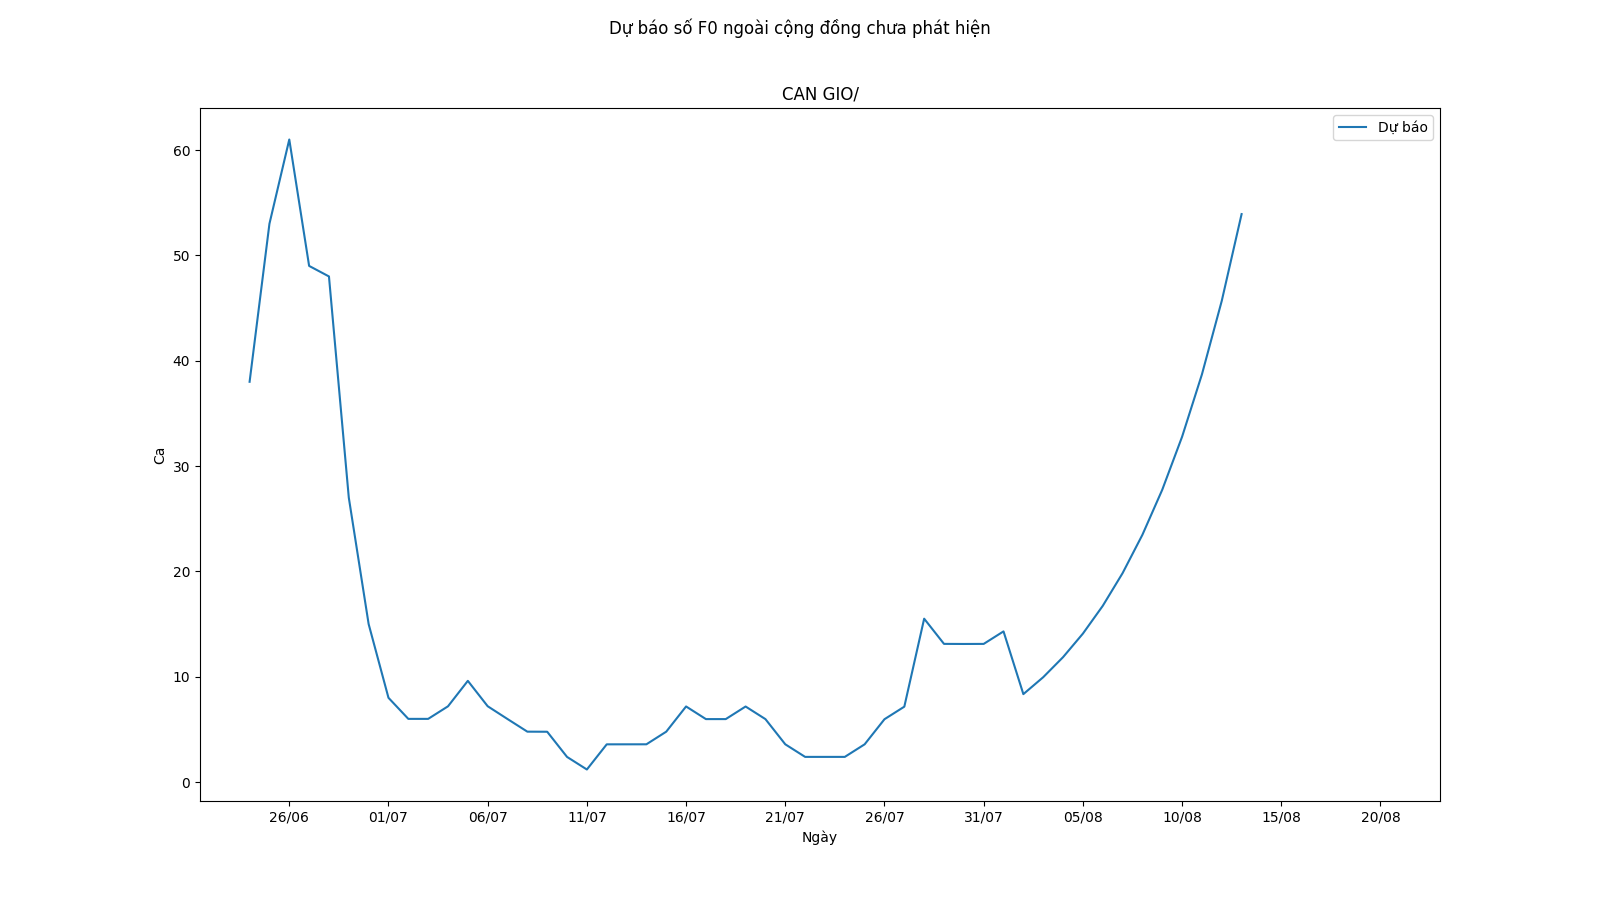 Dự báo số F0 ngoài cộng đồng chưa phát hiện
CAN GIO/
Dự báo
60
50
40
30
20
10
0
Ca
26/06 01/07 06/07 11/07 16/07 21/07 26/07 31/07 05/08 10/08 15/08 20/08
Ngày